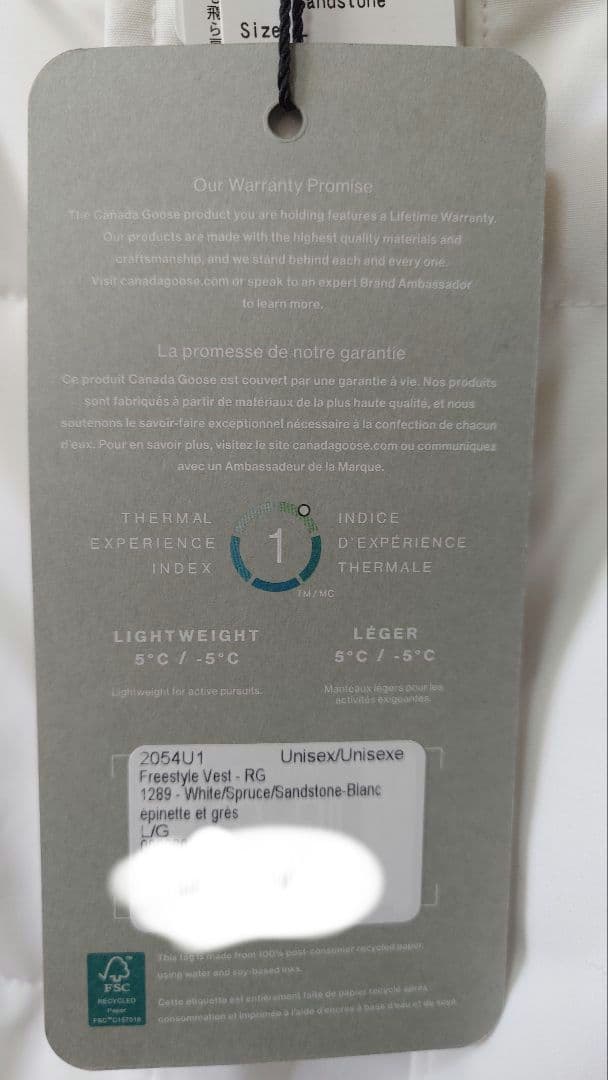 飛ら
Sandstone
Size L
Our Warranty Promise
The Canada Goose product you are holding features a Lifetime Warranty.
Our products are made with the highest quality materials and
craftsmanship, and we stand behind each and every one.
Visit canadagoose.com or speak to an expert Brand Ambassador
to learn more.
La promesse de notre garantie
Ce produit Canada Goose est couvert par une garantie à vie. Nos produits
sont fabriqués à partir de matériaux de la plus haute qualité, et nous
soutenons le savoir-faire exceptionnel nécessaire à la confection de chacun
d'eux. Pour en savoir plus, visitez le site canadagoose.com ou communiquez
avec un Ambassadeur de la Marque.
THERMAL
EXPERIENCE
INDEX
1
INDICE
D'EXPÉRIENCE
THERMALE
TM/MC
LIGHTWEIGHT
5°C / -5°C
Lightweight for active pursuits.
LÉGER
5°C / -5°C
Manteaux légers pour les
activités exigeantes.
2054U1 Unisex/Unisexe
Freestyle Vest - RG
1289 - White/Spruce/Sandstone-Blanc
épinette et grès
L/G
FSC
RECYCLED
Paper
FSC™C157018
This tag is made from 100% post-consumer recycled paper,
using water and soy-based inks.
Cette étiquette est entièrement faite de papier recyclé après
consommation et imprimée à l'aide d'encres à base d'eau et de soya.